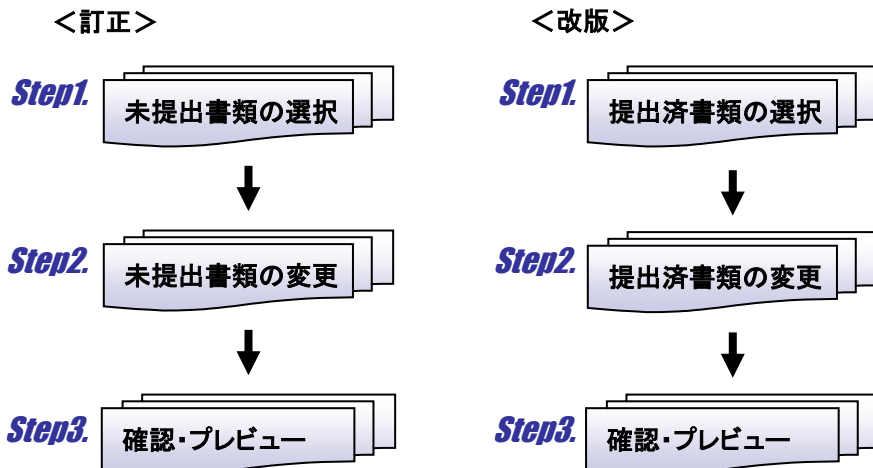 ＜訂正＞
Step1. 未提出書類の選択
Step2. 未提出書類の変更
Step3. 確認・プレビュー
＜改版＞
Step1. 提出済書類の選択
Step2. 提出済書類の変更
Step3. 確認・プレビュー